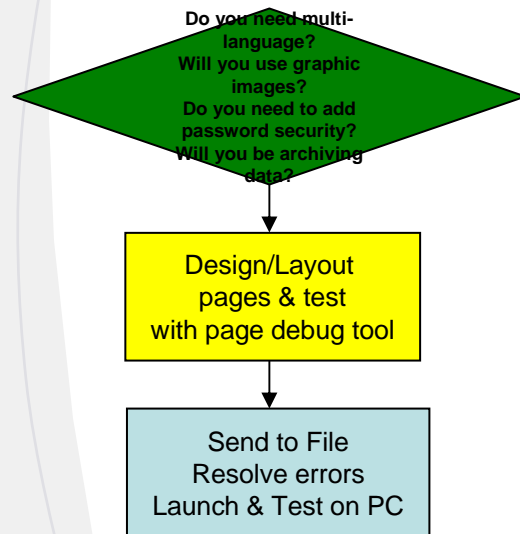 Do you need multi-
language?
Will you use graphic
images?
Do you need to add
password security?
Will you be archiving
data?
Design/Layout
pages & test
with page debug tool
Send to File
Resolve errors
Launch & Test on PC